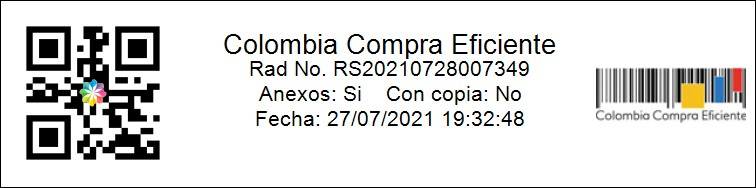 Colombia Compra Eficiente
Rad No. RS20210728007349
Anexos: Si    Con copia: No
Fecha: 27/07/2021 19:32:48
Colombia Compra Eficiente